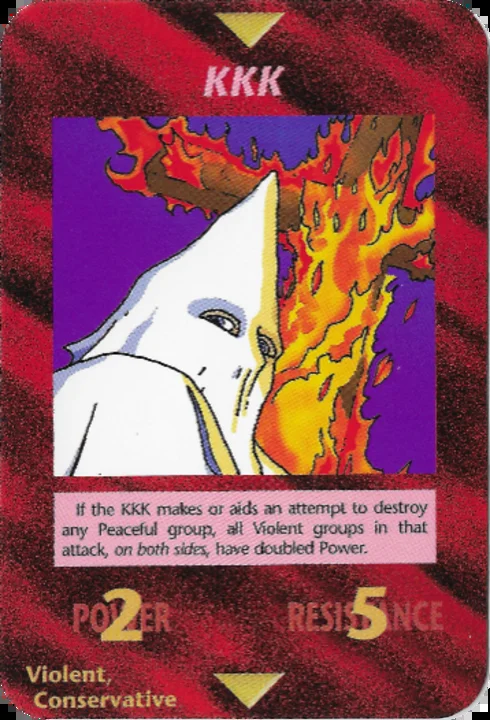 KKK
If the KKK makes or aids an attempt to destroy
any Peaceful group, all Violent groups in that
attack, on both sides, have doubled Power.
POWER 2
RESISTANCE 5
Violent,
Conservative